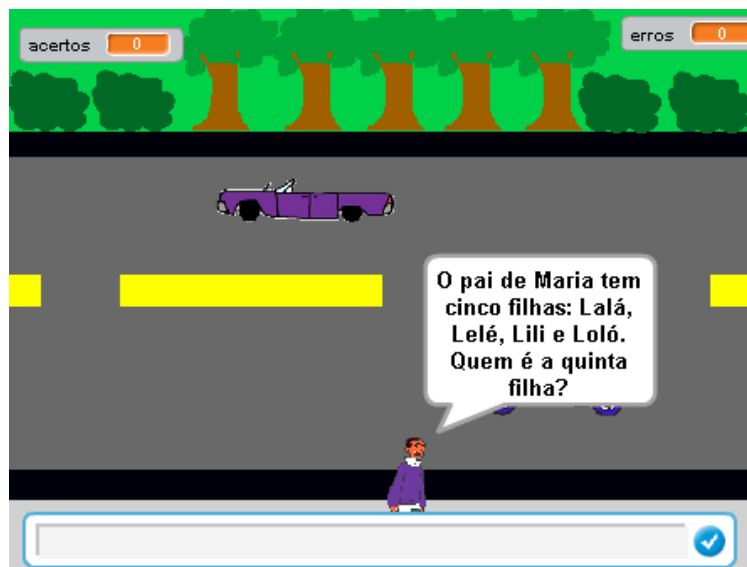 acertos 0
erros 0
O pai de Maria tem
cinco filhas: Lalá,
Lelé, Lili e Loló.
Quem é a quinta
filha?